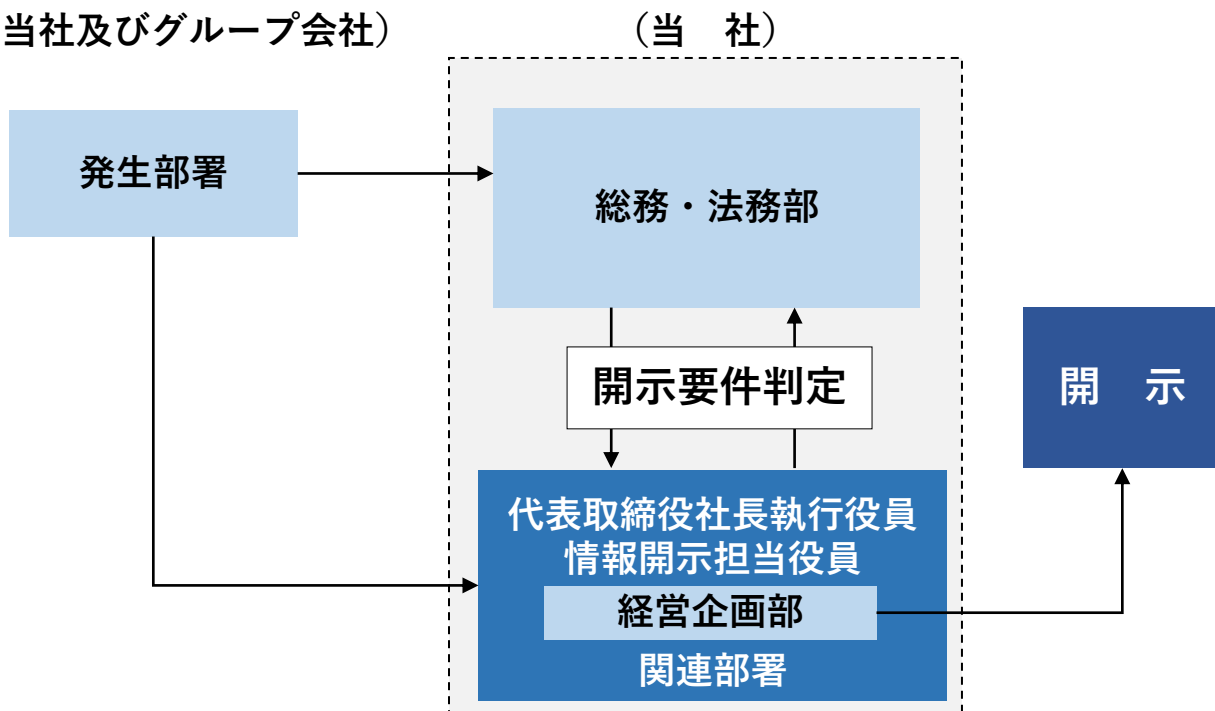 当社及びグループ会社）
（当　社）
発生部署
総務・法務部
開示要件判定
開　示
代表取締役社長執行役員
情報開示担当役員
経営企画部
関連部署